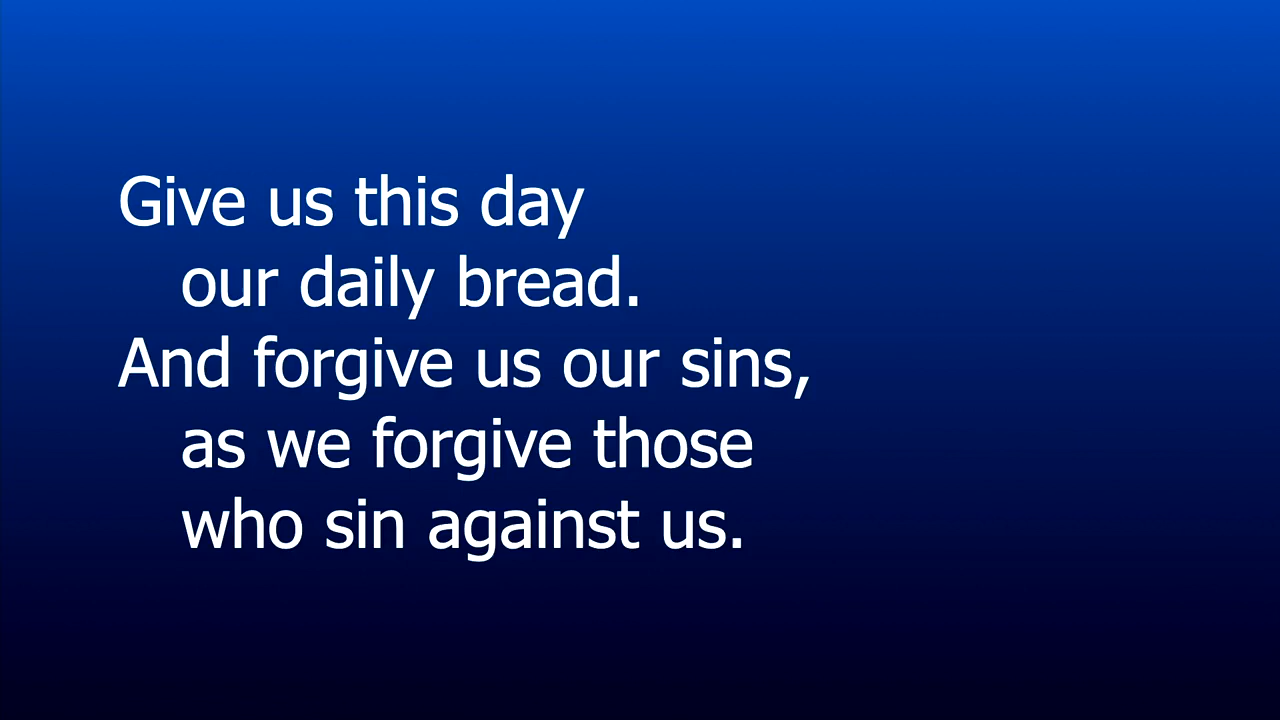 Give us this day
our daily bread.
And forgive us our sins,
as we forgive those
who sin against us.